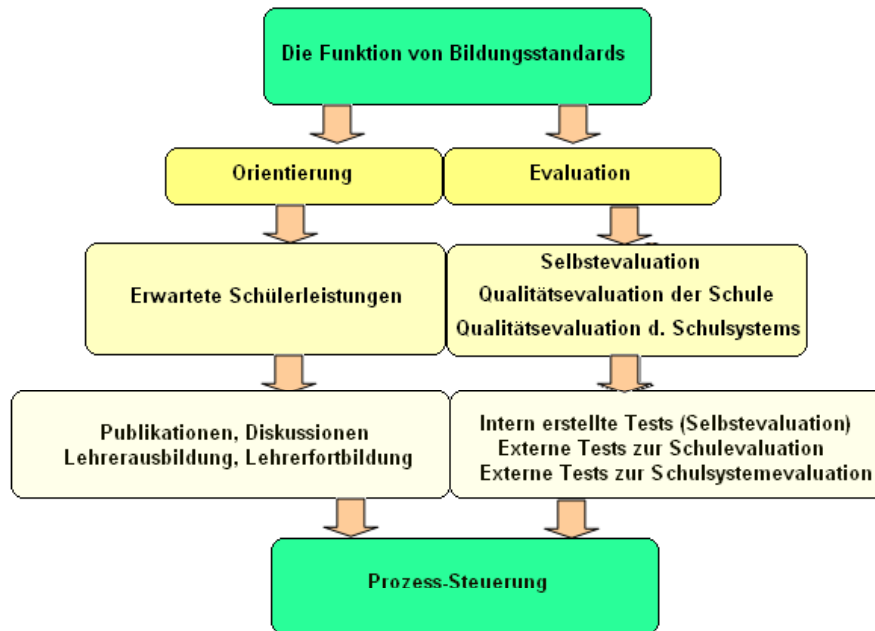 Die Funktion von Bildungsstandards
Orientierung
Evaluation
Erwartete Schülerleistungen
Selbstevaluation
Qualitätsevaluation der Schule
Qualitätsevaluation d. Schulsystems
Publikationen, Diskussionen
Lehrerausbildung, Lehrerfortbildung
Intern erstellte Tests (Selbstevaluation)
Externe Tests zur Schulevaluation
Externe Tests zur Schulsystemevaluation
Prozess-Steuerung